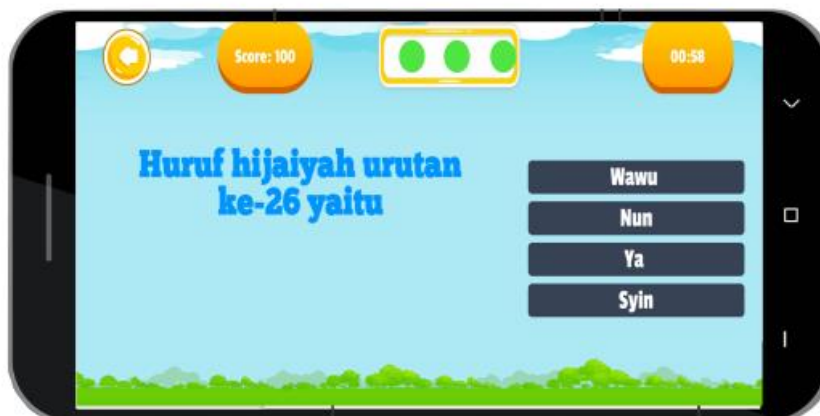 Score: 100
00:58
Huruf hijaiyah urutan
ke-26 yaitu
Wawu
Nun
Ya
Syin